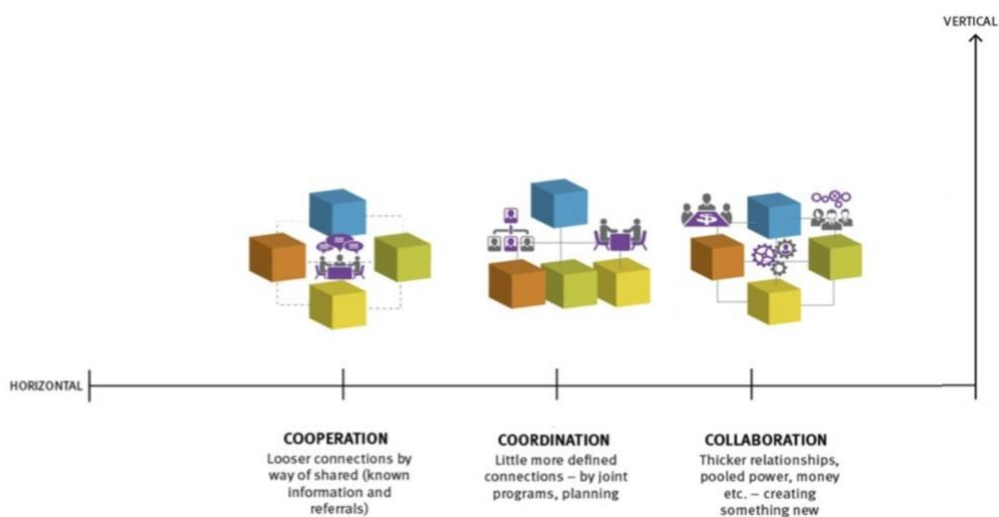 VERTICAL
HORIZONTAL
COOPERATION
Looser connections by
way of shared (known
information and
referrals)
COORDINATION
Little more defined
connections – by joint
programs, planning
COLLABORATION
Thicker relationships,
pooled power, money
etc. – creating
something new